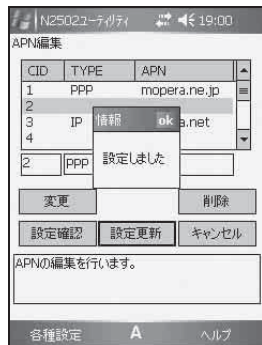 N2502ユーティリティ 19:00
APN編集
CID TYPE APN
1 PPP mopera.ne.jp
2
3 IP a.net
4
情報 ok
設定しました
2 PPP
変更 削除
設定確認 設定更新 キャンセル
APNの編集を行います。
各種設定 A ヘルプ